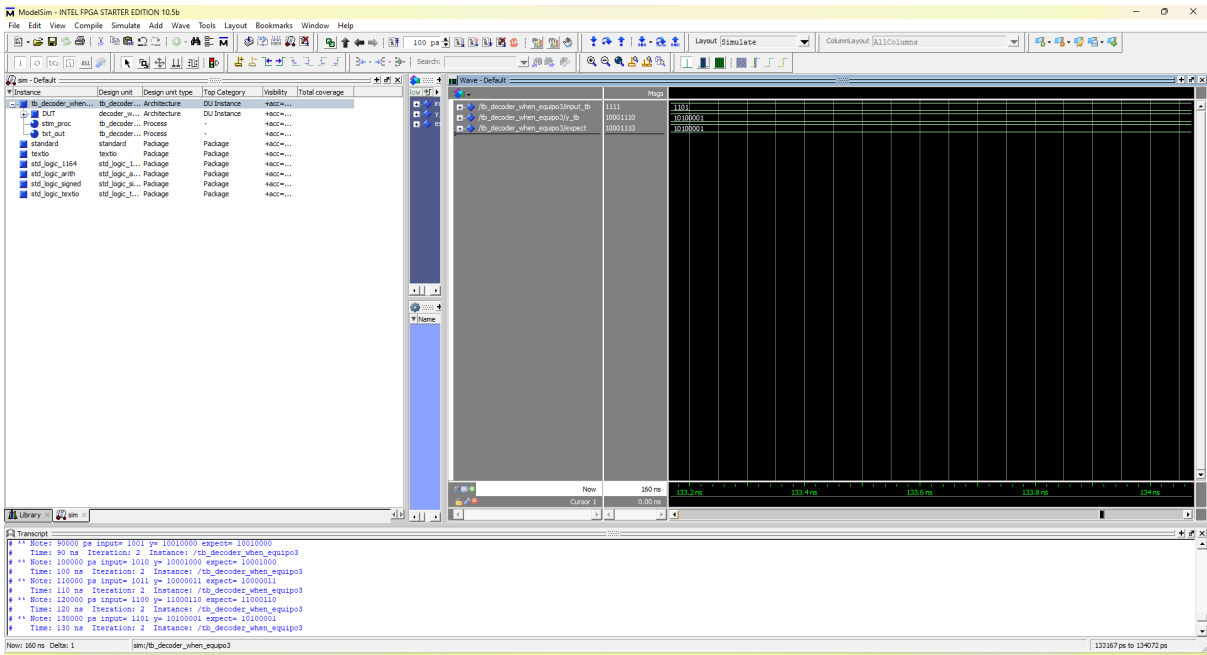 ModelSim - INTEL FPGA STARTER EDITION 10.5b
File Edit View Compile Simulate Add Wave Tools Layout Bookmarks Window Help
100 ps
Layout Simulate
ColumnLayout AllColumns
Search:
sim - Default
Wave - Default
Instance Design unit Design unit type Top Category Visibility Total coverage
tb_decoder_when... tb_decoder... Architecture DU Instance +acc=...
DUT decoder_w... Architecture DU Instance +acc=...
stim_proc tb_decoder... Process - +acc=...
txt_out tb_decoder... Process - +acc=...
standard standard Package Package +acc=...
textio textio Package Package +acc=...
std_logic_1164 std_logic_1... Package Package +acc=...
std_logic_arith std_logic_a... Package Package +acc=...
std_logic_signed std_logic_si... Package Package +acc=...
std_logic_textio std_logic_t... Package Package +acc=...
Name
Msgs
/tb_decoder_when_equipo3/input_tb 1111 1101
/tb_decoder_when_equipo3/y_tb 10001110 10100001
/tb_decoder_when_equipo3/expect 10001110 10100001
Now 160 ns
Cursor 1 0.00 ns
133.2 ns 133.4 ns 133.6 ns 133.8 ns 134 ns
Library sim
Transcript
# ** Note: 90000 ps input= 1001 y= 10010000 expect= 10010000
# Time: 90 ns Iteration: 2 Instance: /tb_decoder_when_equipo3
# ** Note: 100000 ps input= 1010 y= 10001000 expect= 10001000
# Time: 100 ns Iteration: 2 Instance: /tb_decoder_when_equipo3
# ** Note: 110000 ps input= 1011 y= 10000011 expect= 10000011
# Time: 110 ns Iteration: 2 Instance: /tb_decoder_when_equipo3
# ** Note: 120000 ps input= 1100 y= 11000110 expect= 11000110
# Time: 120 ns Iteration: 2 Instance: /tb_decoder_when_equipo3
# ** Note: 130000 ps input= 1101 y= 10100001 expect= 10100001
# Time: 130 ns Iteration: 2 Instance: /tb_decoder_when_equipo3
Now: 160 ns Delta: 1 sim:/tb_decoder_when_equipo3 133167 ps to 134072 ps